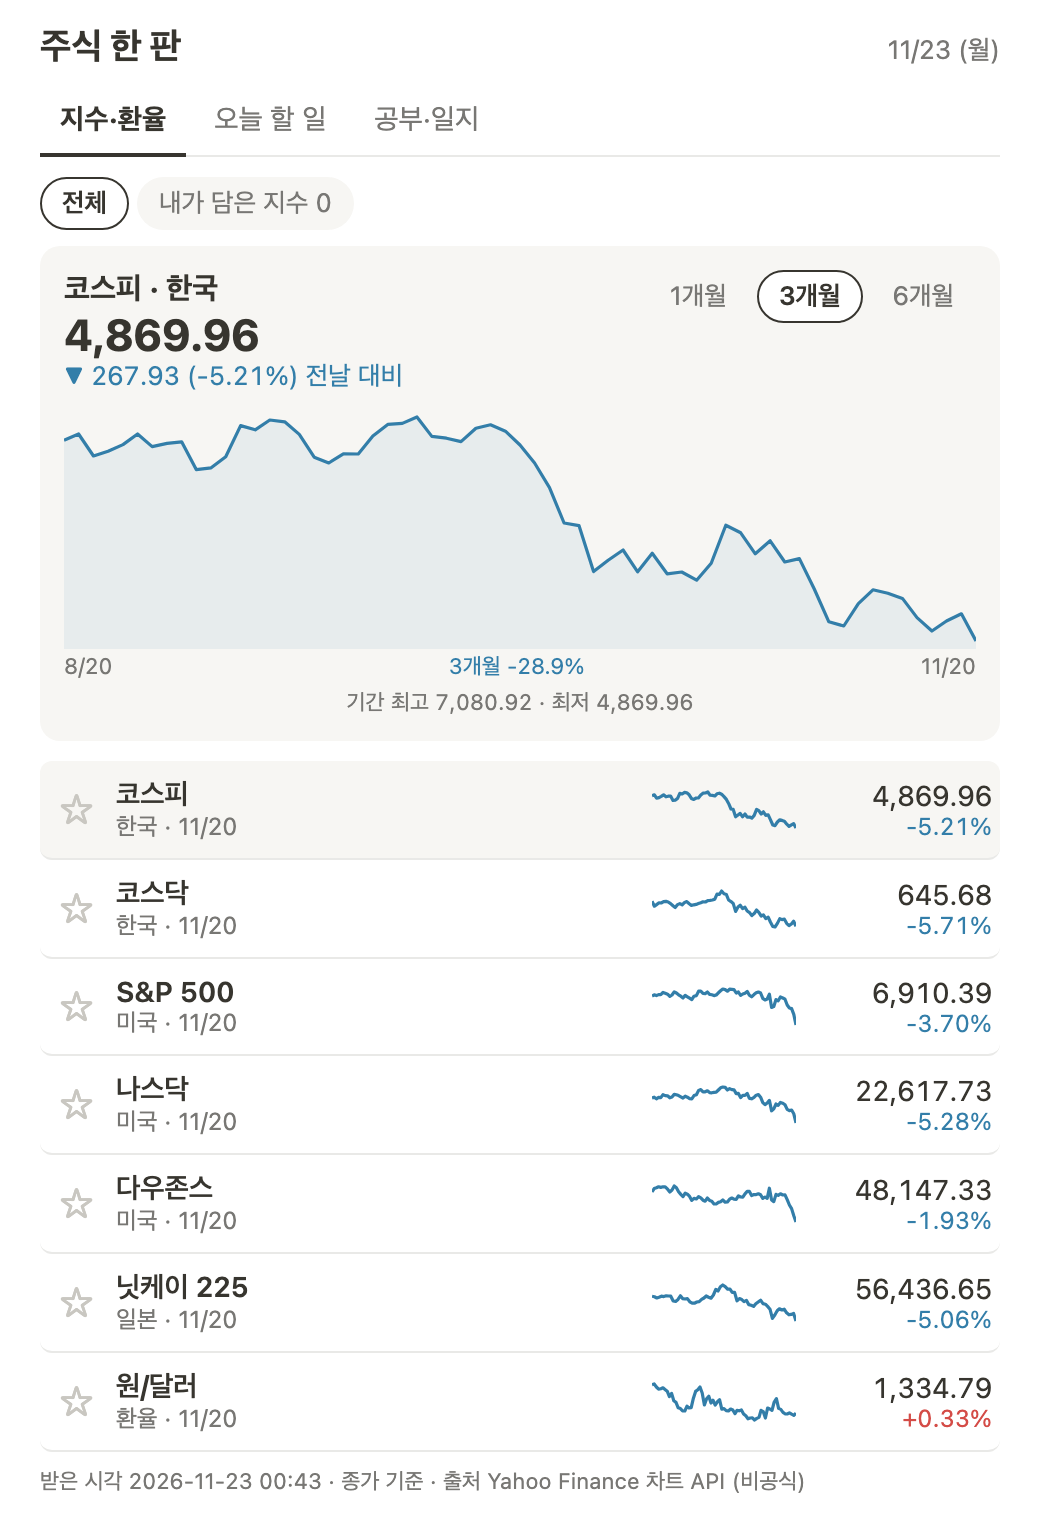 주식 한 판
11/23 (월)
지수·환율 오늘 할 일 공부·일지
전체 내가 담은 지수 0
코스피 · 한국
1개월 3개월 6개월
4,869.96
▼ 267.93 (-5.21%) 전날 대비
8/20 3개월 -28.9% 11/20
기간 최고 7,080.92 · 최저 4,869.96
코스피 4,869.96
한국 · 11/20 -5.21%
코스닥 645.68
한국 · 11/20 -5.71%
S&P 500 6,910.39
미국 · 11/20 -3.70%
나스닥 22,617.73
미국 · 11/20 -5.28%
다우존스 48,147.33
미국 · 11/20 -1.93%
닛케이 225 56,436.65
일본 · 11/20 -5.06%
원/달러 1,334.79
환율 · 11/20 +0.33%
받은 시각 2026-11-23 00:43 · 종가 기준 · 출처 Yahoo Finance 차트 API (비공식)